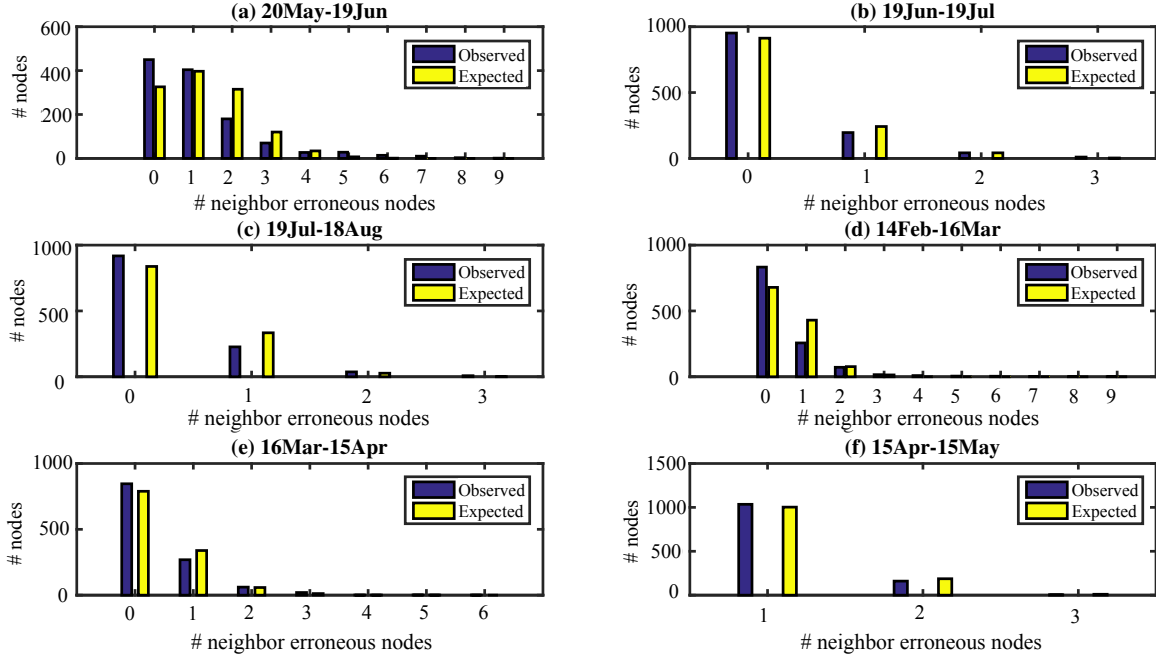 (a) 20May-19Jun
600
400
200
0
# nodes
Observed
Expected
0 1 2 3 4 5 6 7 8 9
# neighbor erroneous nodes
(b) 19Jun-19Jul
1000
500
0
# nodes
Observed
Expected
0 1 2 3
# neighbor erroneous nodes
(c) 19Jul-18Aug
1000
500
0
# nodes
Observed
Expected
0 1 2 3
# neighbor erroneous nodes
(d) 14Feb-16Mar
1000
500
0
# nodes
Observed
Expected
0 1 2 3 4 5 6 7 8 9
# neighbor erroneous nodes
(e) 16Mar-15Apr
1000
500
0
# nodes
Observed
Expected
0 1 2 3 4 5 6
# neighbor erroneous nodes
(f) 15Apr-15May
1500
1000
500
0
# nodes
Observed
Expected
1 2 3
# neighbor erroneous nodes